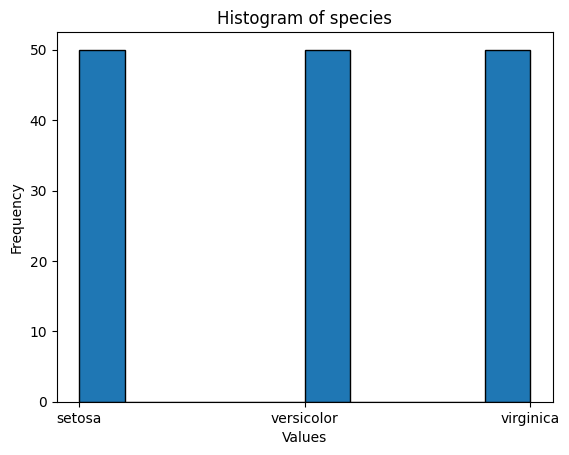 Histogram of species
50
40
30
20
10
0
Frequency
setosa versicolor virginica
Values